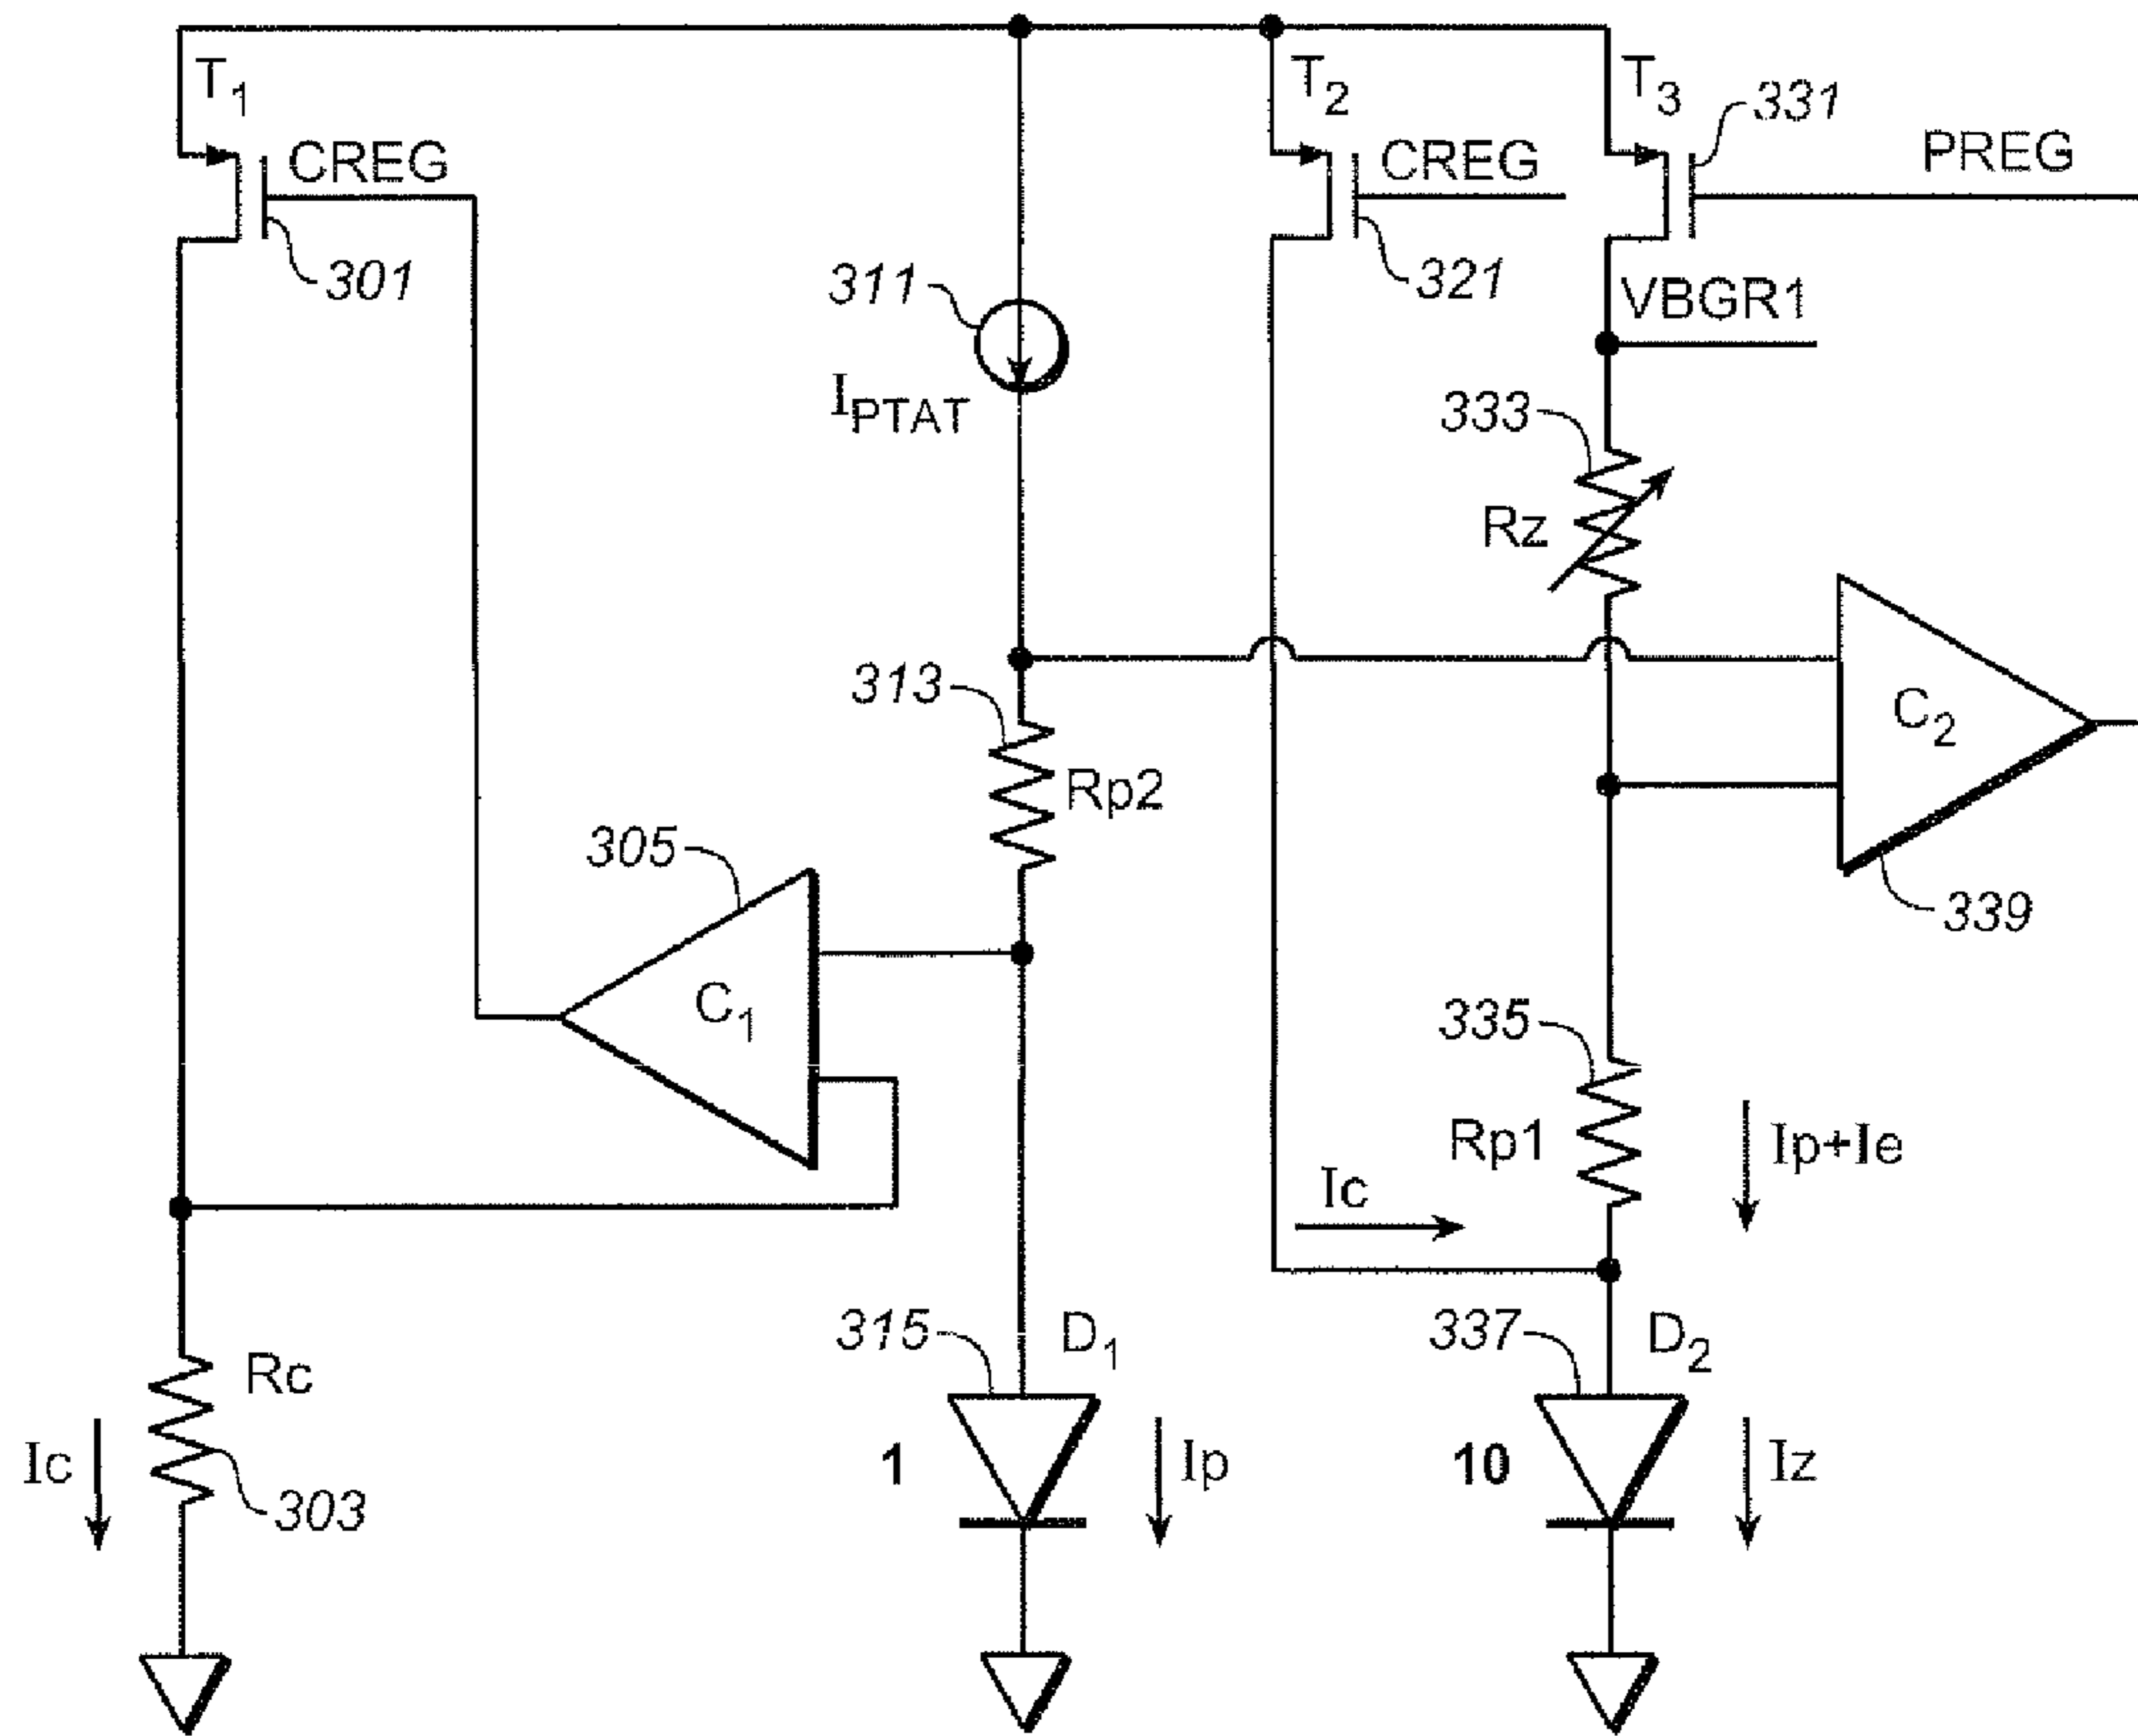 T1
T2
T3
331
CREG
CREG
PREG
301
311
321
VBGR1
IPTAT
333
Rz
313
C2
Rp2
305
339
C1
335
Rp1
Ip+Ie
Ic
315
D1
337
D2
Rc
Ic
1
Ip
10
Iz
303